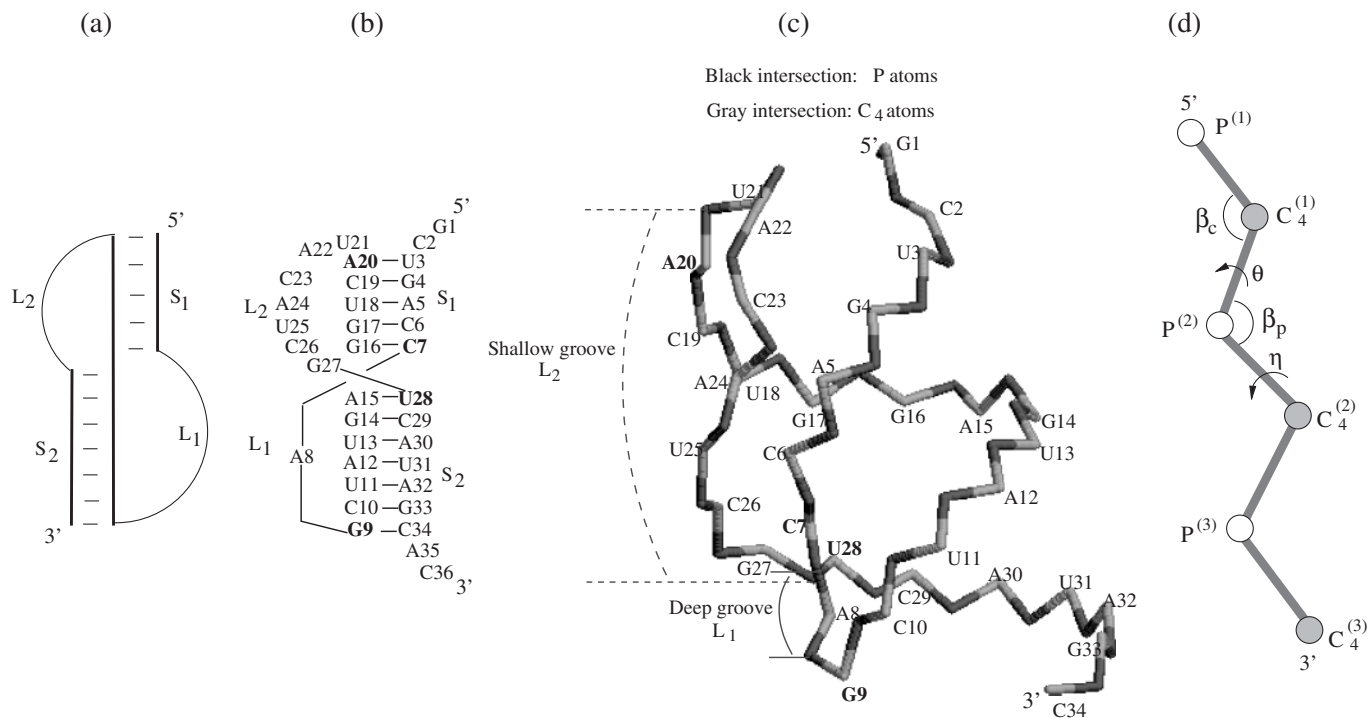 (a)
(b)
(c)
(d)
Black intersection: P atoms
Gray intersection: C4 atoms
5’
L2
S1
S2
L1
3’
5’
G1
A22 U21 C2
A20 U3
C23 C19 G4
L2 A24 U18 A5 S1
U25 G17 C6
C26 G16 C7
G27
A15 U28
G14 C29
L1 U13 A30
A8 A12 U31 S2
U11 A32
C10 G33
G9 C34
A35
C36 3’
5’ G1
U21
A22
C2
U3
A20
C23
G4
C19
Shallow groove
L2
A24
U18
A5
G17
G16
A15
G14
U13
U25
C6
A12
C26
C7
U28
U11
G27
C29
A30
U31
A32
Deep groove
L1
A8
C10
G33
G9
3’
C34
5’
P(1)
βc
C4(1)
θ
P(2)
βp
η
C4(2)
P(3)
C4(3)
3’